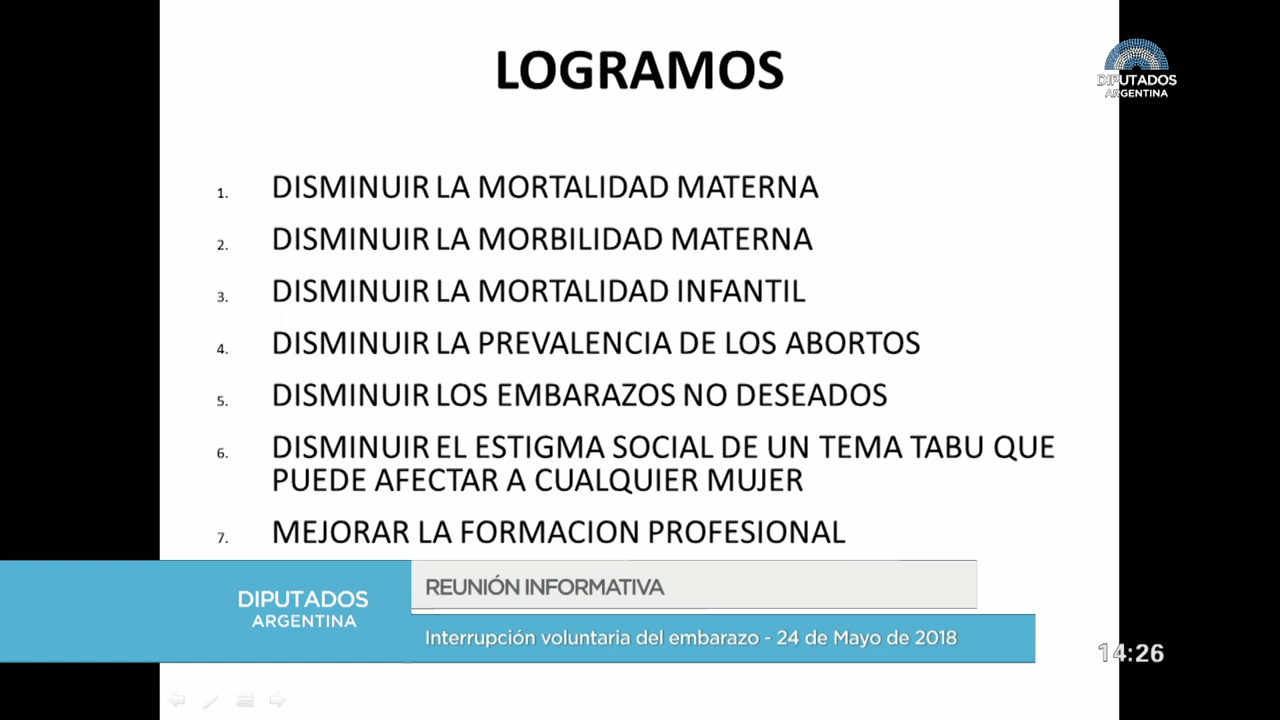 LOGRAMOS
DIPUTADOS
ARGENTINA
1. DISMINUIR LA MORTALIDAD MATERNA
2. DISMINUIR LA MORBILIDAD MATERNA
3. DISMINUIR LA MORTALIDAD INFANTIL
4. DISMINUIR LA PREVALENCIA DE LOS ABORTOS
5. DISMINUIR LOS EMBARAZOS NO DESEADOS
6. DISMINUIR EL ESTIGMA SOCIAL DE UN TEMA TABU QUE
PUEDE AFECTAR A CUALQUIER MUJER
7. MEJORAR LA FORMACION PROFESIONAL
DIPUTADOS
ARGENTINA
REUNIÓN INFORMATIVA
Interrupción voluntaria del embarazo - 24 de Mayo de 2018
14:26